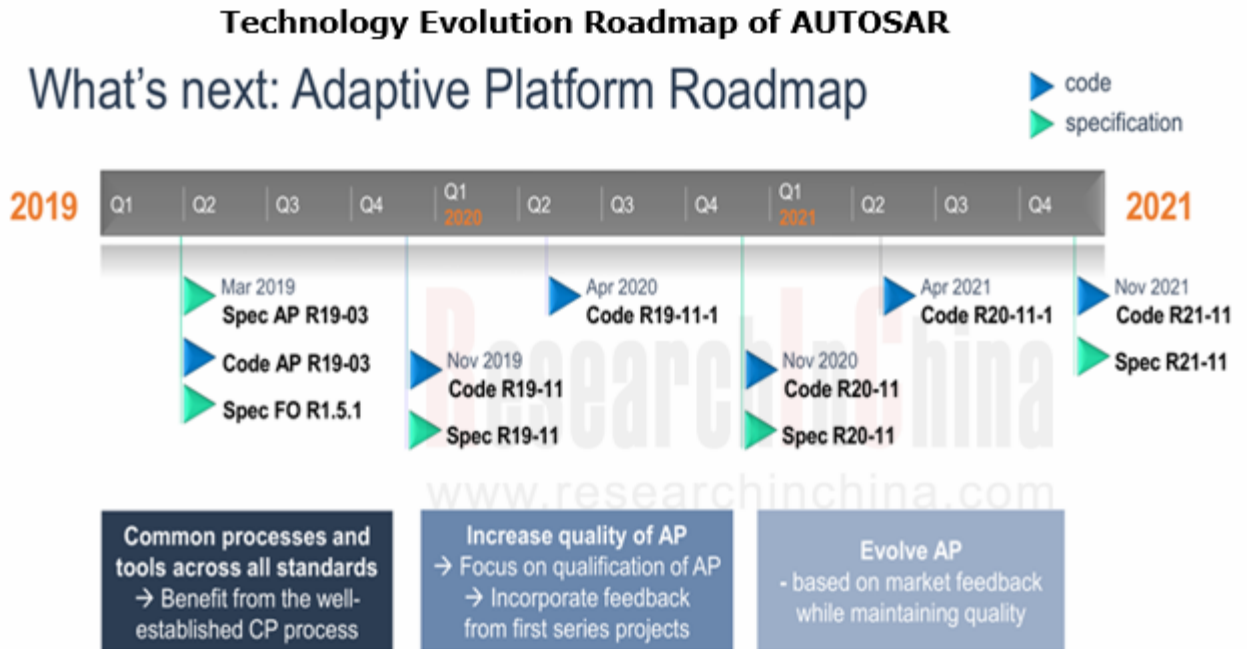 Technology Evolution Roadmap of AUTOSAR
What's next: Adaptive Platform Roadmap
code
specification
2019
Q1
Q2
Q3
Q4
Q1
2020
Q2
Q3
Q4
Q1
2021
Q2
Q3
Q4
2021
Mar 2019
Spec AP R19-03
Code AP R19-03
Spec FO R1.5.1
Nov 2019
Code R19-11
Spec R19-11
Apr 2020
Code R19-11-1
Nov 2020
Code R20-11
Spec R20-11
Apr 2021
Code R20-11-1
Nov 2021
Code R21-11
Spec R21-11
ResearchInChina
www.researchinchina.com
Common processes and
tools across all standards
→ Benefit from the well-
established CP process
Increase quality of AP
→ Focus on qualification of AP
→ Incorporate feedback
from first series projects
Evolve AP
- based on market feedback
while maintaining quality